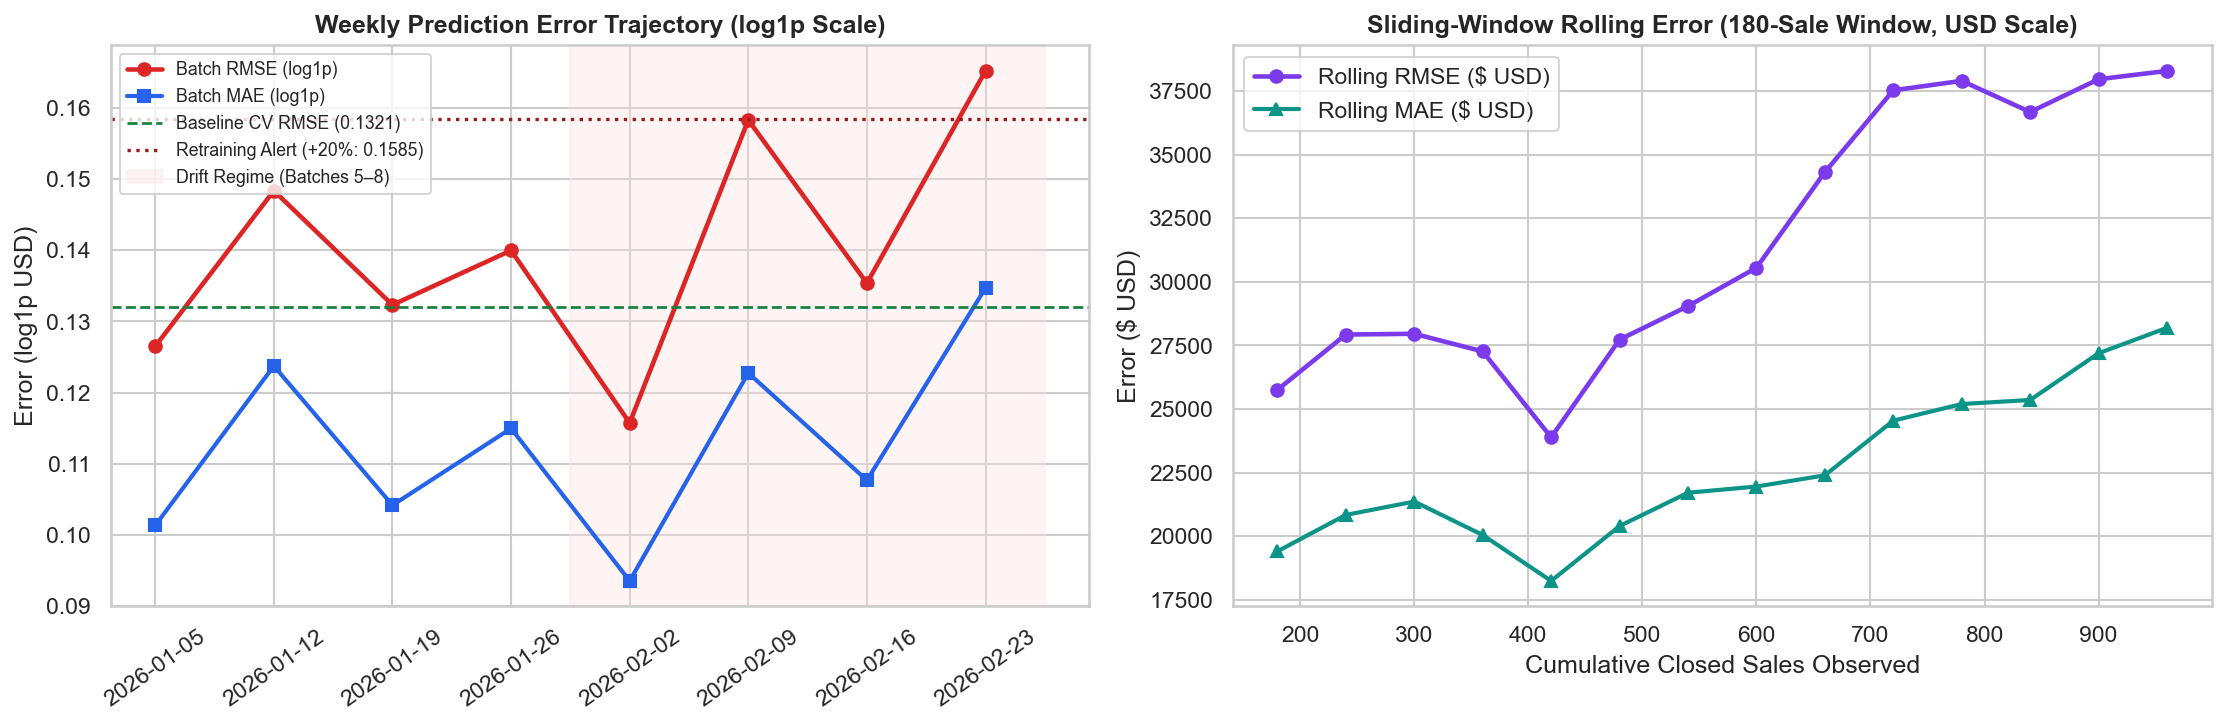 Weekly Prediction Error Trajectory (log1p Scale)
Batch RMSE (log1p)
Batch MAE (log1p)
Baseline CV RMSE (0.1321)
Retraining Alert (+20%: 0.1585)
Drift Regime (Batches 5–8)
Error (log1p USD)
0.16
0.15
0.14
0.13
0.12
0.11
0.10
0.09
2026-01-05
2026-01-12
2026-01-19
2026-01-26
2026-02-02
2026-02-09
2026-02-16
2026-02-23
Sliding-Window Rolling Error (180-Sale Window, USD Scale)
Rolling RMSE ($ USD)
Rolling MAE ($ USD)
Error ($ USD)
37500
35000
32500
30000
27500
25000
22500
20000
17500
200
300
400
500
600
700
800
900
Cumulative Closed Sales Observed